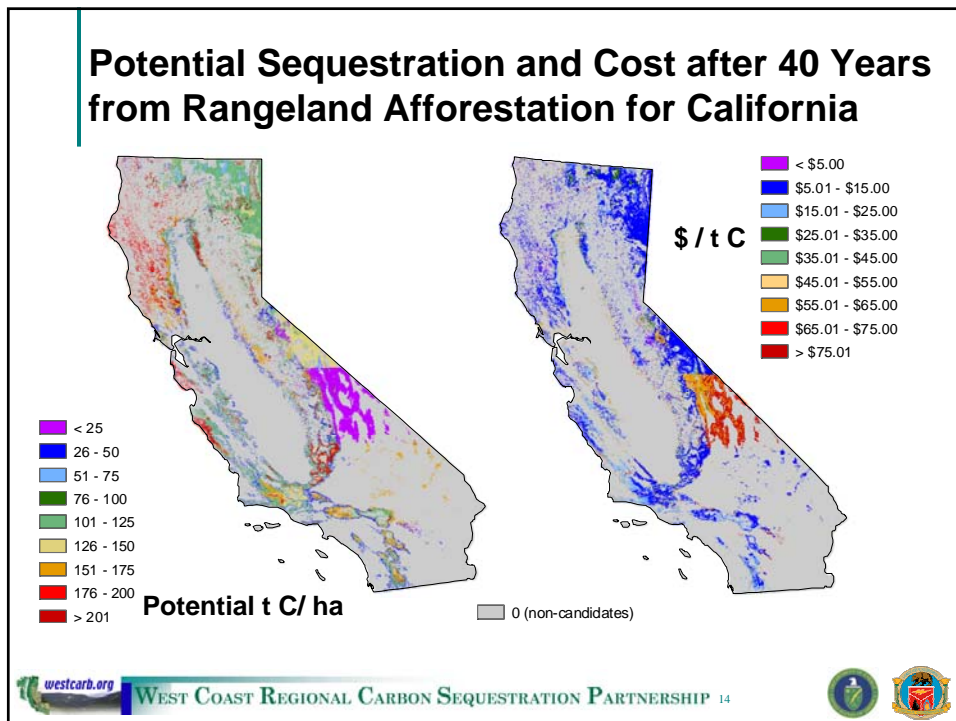 Potential Sequestration and Cost after 40 Years
from Rangeland Afforestation for California
< $5.00
$5.01 - $15.00
$15.01 - $25.00
$25.01 - $35.00
$35.01 - $45.00
$45.01 - $55.00
$55.01 - $65.00
$65.01 - $75.00
> $75.01
$ / t C
< 25
26 - 50
51 - 75
76 - 100
101 - 125
126 - 150
151 - 175
176 - 200
> 201
Potential t C/ ha
0 (non-candidates)
westcarb.org
WEST COAST REGIONAL CARBON SEQUESTRATION PARTNERSHIP
14